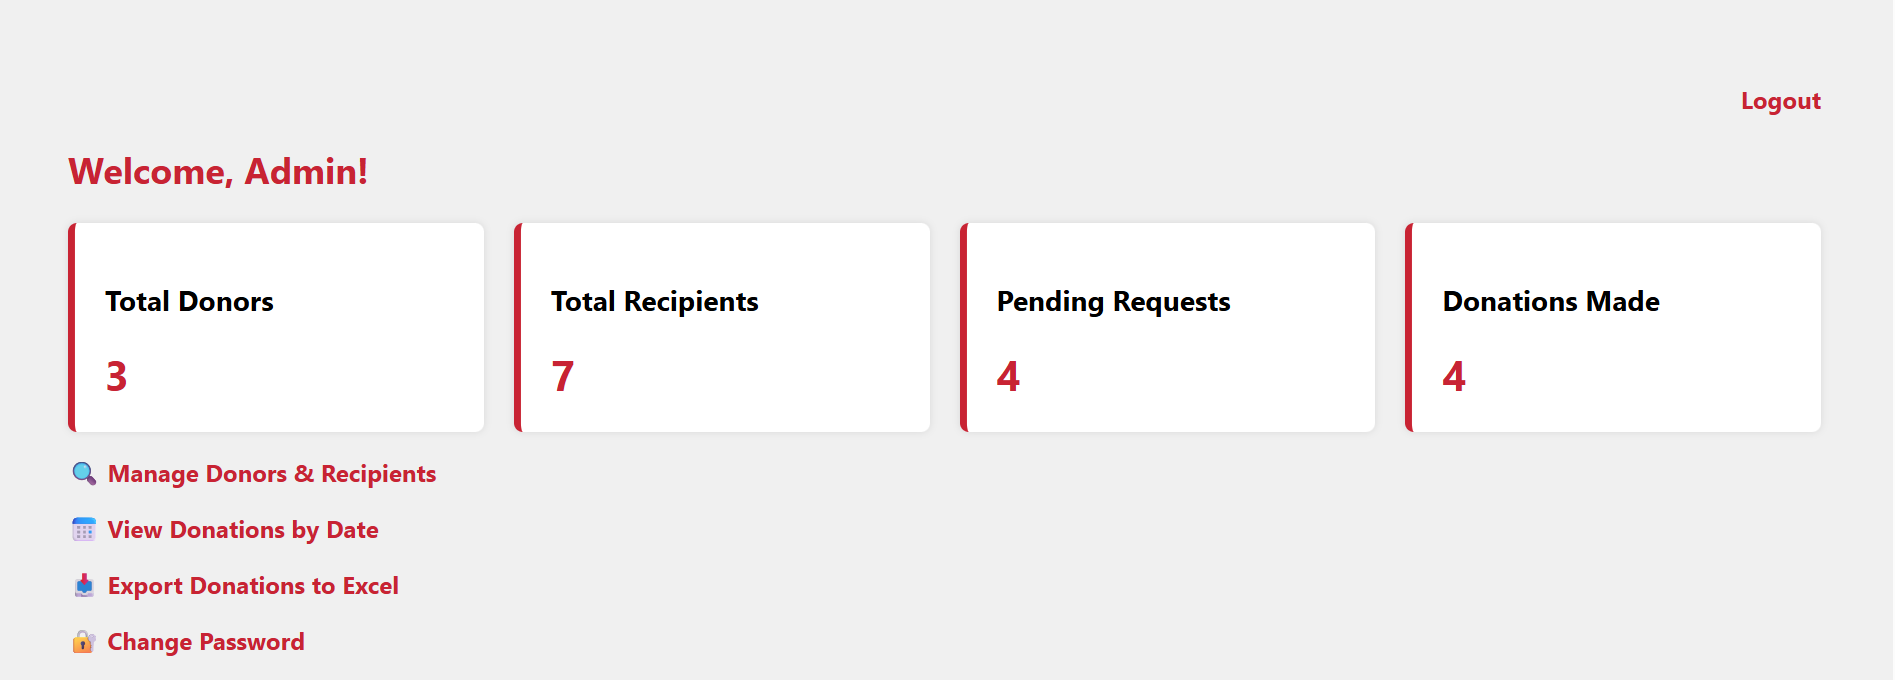 Logout
Welcome, Admin!
Total Donors
3
Total Recipients
7
Pending Requests
4
Donations Made
4
Manage Donors & Recipients
View Donations by Date
Export Donations to Excel
Change Password